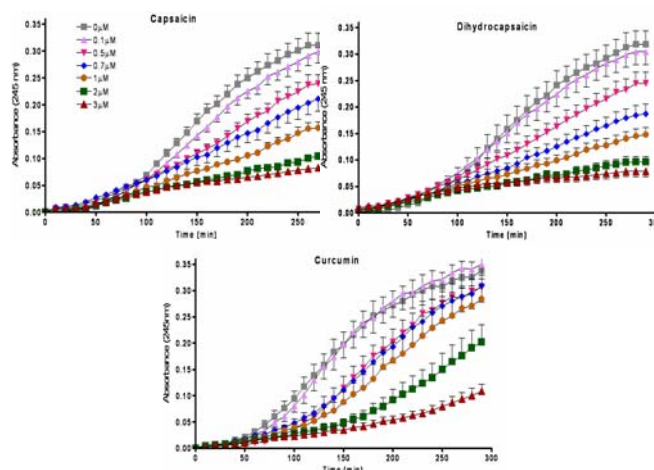 Capsaicin
0µM
0.1µM
0.5µM
0.7µM
1µM
2µM
3µM
Absorbance (245 nm)
0.35
0.30
0.25
0.20
0.15
0.10
0.05
0.00
0 50 100 150 200 250
Time [min]
Dihydrocapsaicin
Absorbance (245 nm)
0.35
0.30
0.25
0.20
0.15
0.10
0.05
0.00
0 50 100 150 200 250
Time (min)
Curcumin
Absorbance (245nm)
0.35
0.30
0.25
0.20
0.15
0.10
0.05
0.00
0 50 100 150 200 250 300
Time [min]